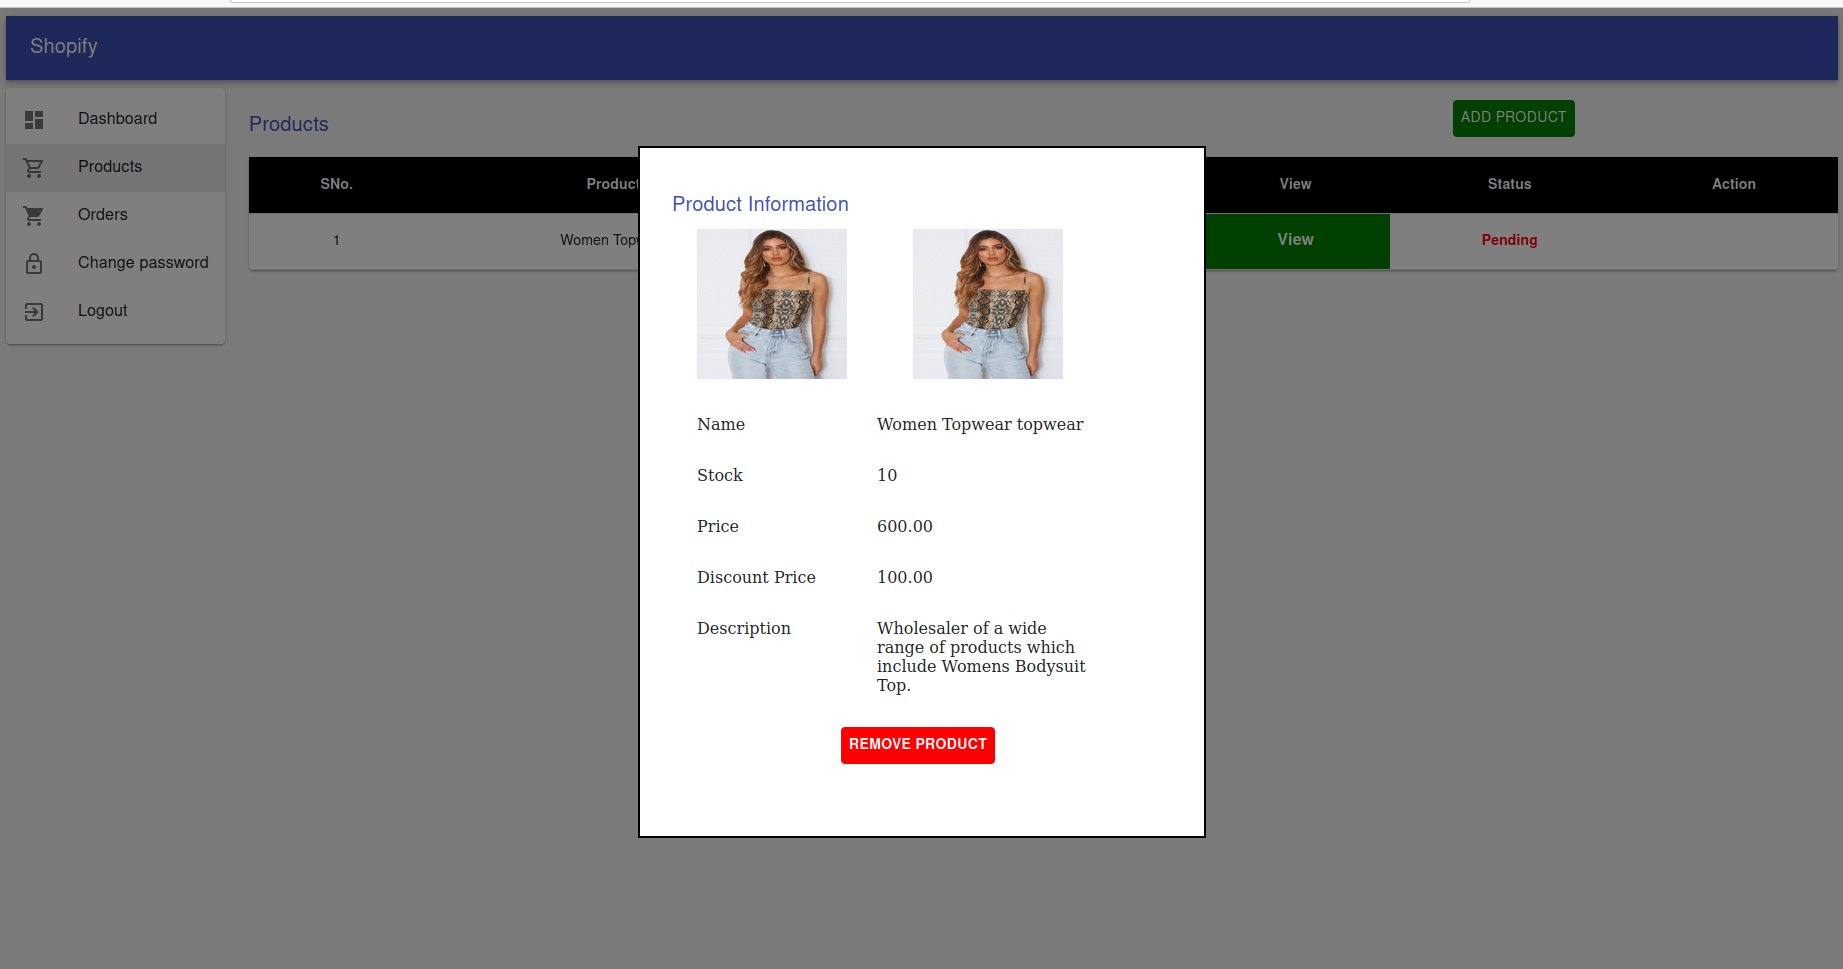 Shopify
Dashboard
Products
Orders
Change password
Logout
Products
ADD PRODUCT
SNo.
Product
View
Status
Action
1
Women
View
Pending
Product Information
Name
Women Topwear topwear
Stock
10
Price
600.00
Discount Price
100.00
Description
Wholesaler of a wide
range of products which
include Womens Bodysuit
Top.
REMOVE PRODUCT